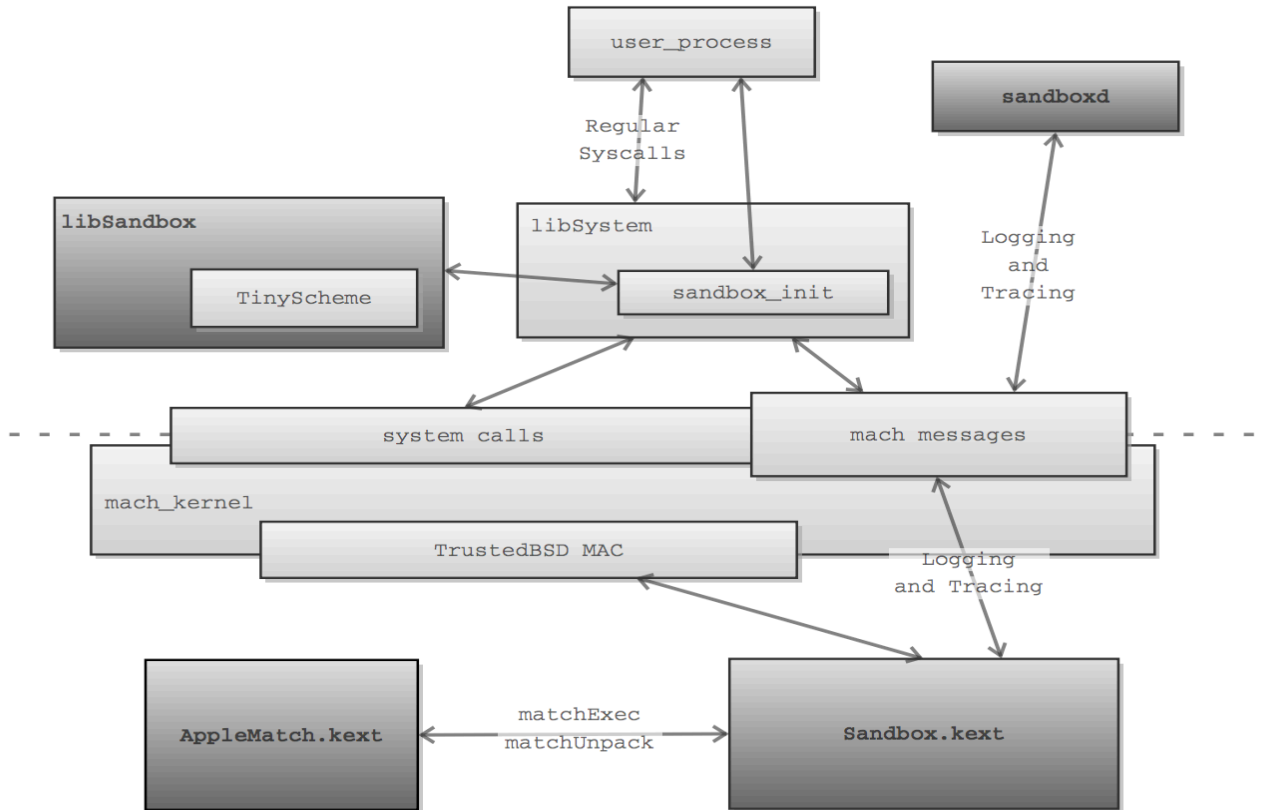 user_process
sandboxd
Regular
Syscalls
libSandbox
libSystem
Logging
and
Tracing
TinyScheme
sandbox_init
system calls
mach messages
mach_kernel
TrustedBSD MAC
Logging
and Tracing
matchExec
matchUnpack
AppleMatch.kext
Sandbox.kext